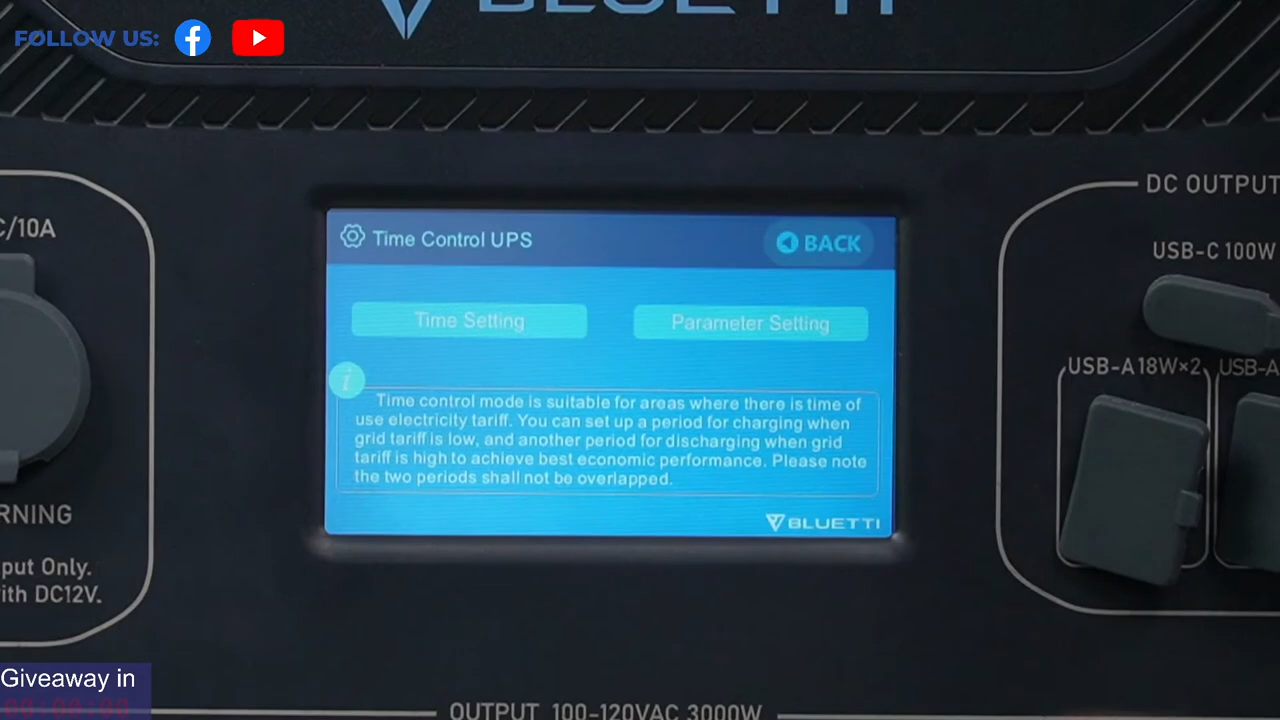 BLUETTI
FOLLOW US:
DC OUTPUT
C/10A
USB-C 100W
Time Control UPS
BACK
Time Setting
Parameter Setting
USB-A 18W×2
USB-A
i
Time control mode is suitable for areas where there is time of
use electricity tariff. You can set up a period for charging when
grid tariff is low, and another period for discharging when grid
tariff is high to achieve best economic performance. Please note
the two periods shall not be overlapped.
BLUETTI
RNING
put Only.
ith DC12V.
Giveaway in
00:00:00
OUTPUT 100-120VAC 3000W